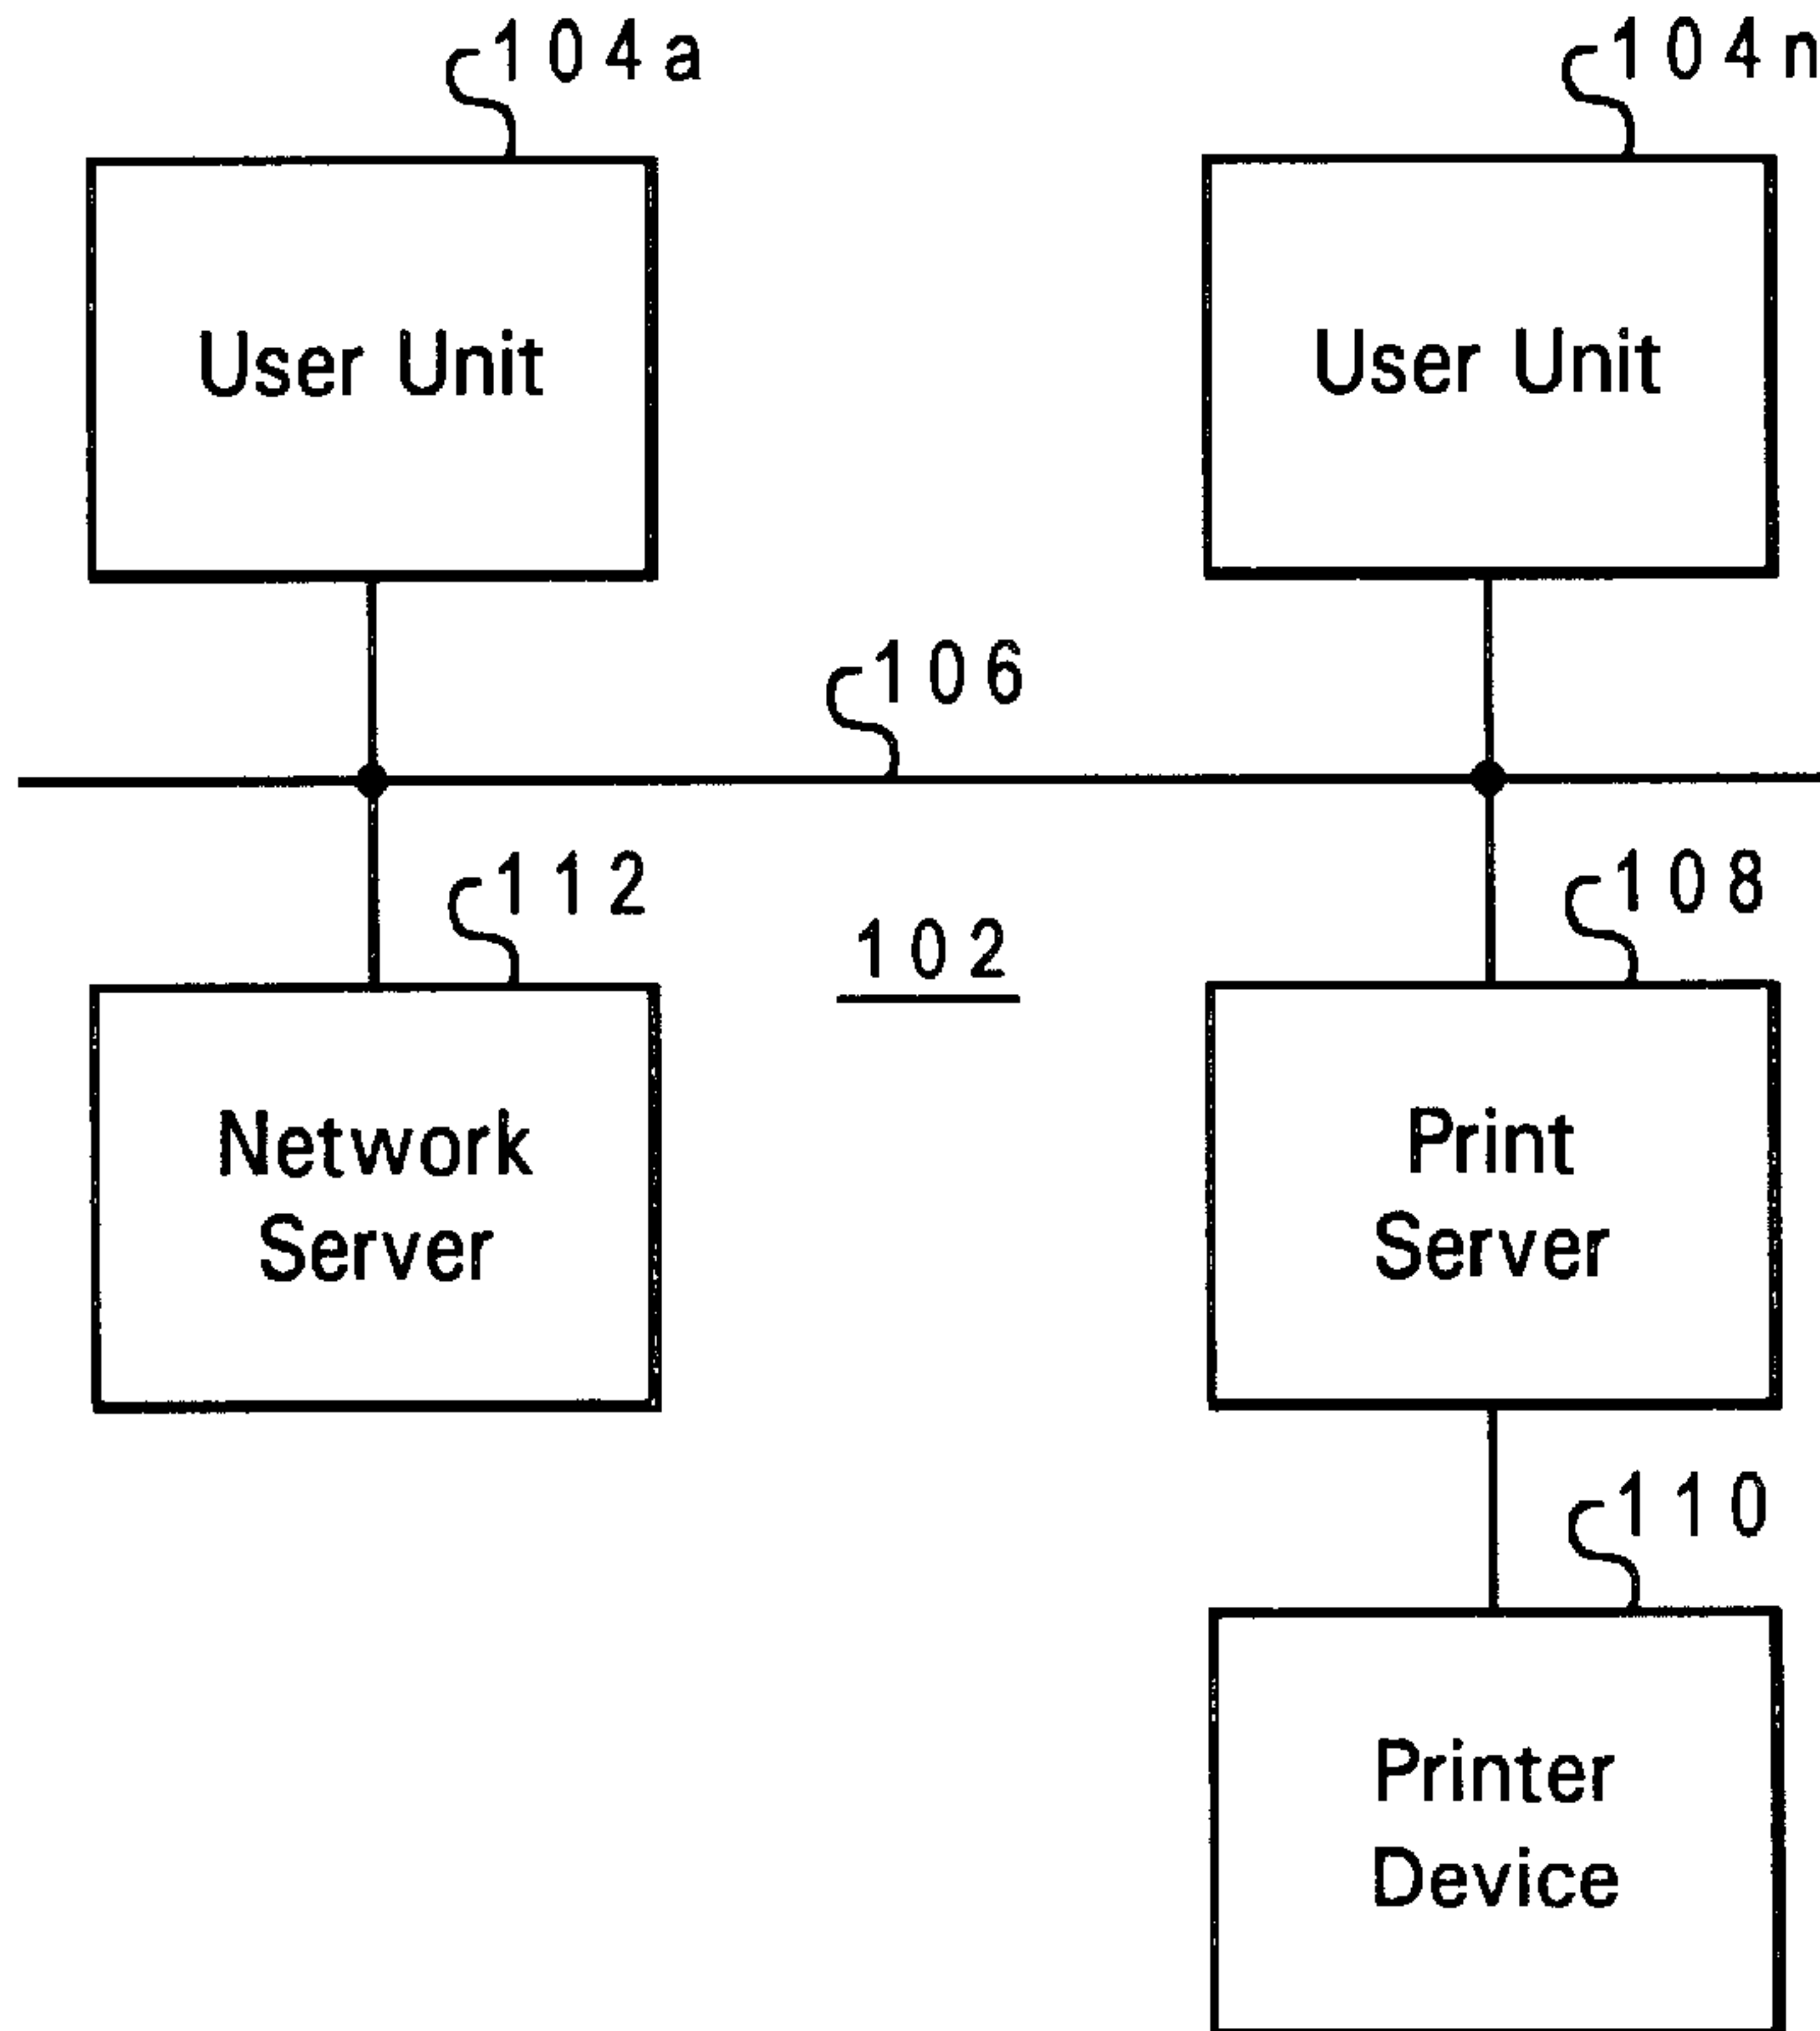 104a
104n
User Unit
User Unit
106
112
108
102
Network
Server
Print
Server
110
Printer
Device